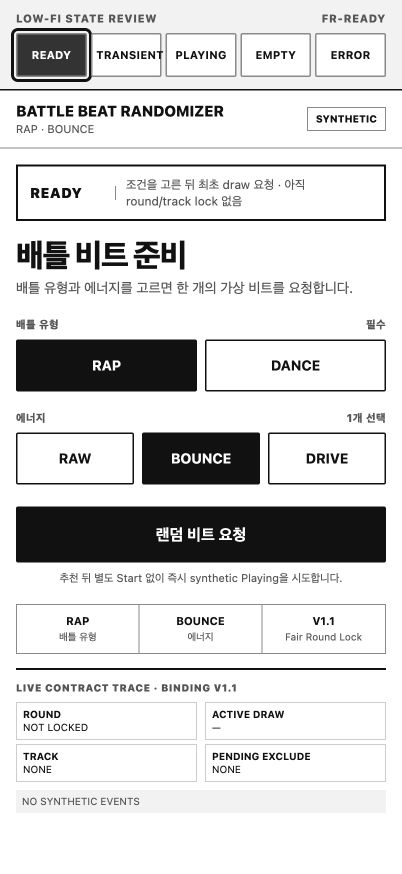 LOW-FI STATE REVIEW
FR-READY
READY
TRANSIENT
PLAYING
EMPTY
ERROR
BATTLE BEAT RANDOMIZER
RAP · BOUNCE
SYNTHETIC
READY
조건을 고른 뒤 최초 draw 요청 · 아직
round/track lock 없음
배틀 비트 준비
배틀 유형과 에너지를 고르면 한 개의 가상 비트를 요청합니다.
배틀 유형
필수
RAP
DANCE
에너지
1개 선택
RAW
BOUNCE
DRIVE
랜덤 비트 요청
추천 뒤 별도 Start 없이 즉시 synthetic Playing을 시도합니다.
RAP
배틀 유형
BOUNCE
에너지
V1.1
Fair Round Lock
LIVE CONTRACT TRACE · BINDING V1.1
ROUND
NOT LOCKED
ACTIVE DRAW
—
TRACK
NONE
PENDING EXCLUDE
NONE
NO SYNTHETIC EVENTS